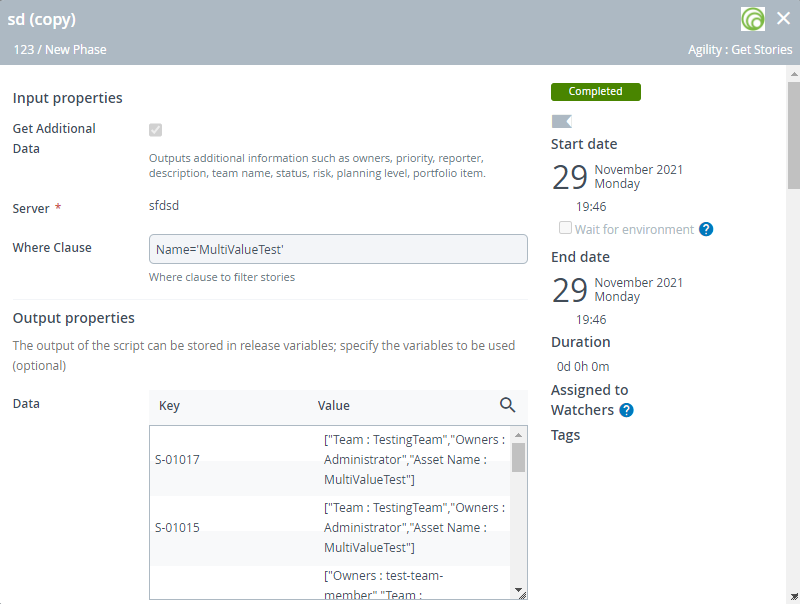 sd (copy)
123 / New Phase
Agility : Get Stories
Input properties
Get Additional
Data
Outputs additional information such as owners, priority, reporter,
description, team name, status, risk, planning level, portfolio item.
Server *
sfdsd
Where Clause
Name='MultiValueTest'
Where clause to filter stories
Output properties
The output of the script can be stored in release variables; specify the variables to be used
(optional)
Data
Key
Value
S-01017
["Team : TestingTeam","Owners :
Administrator","Asset Name :
MultiValueTest"]
S-01015
["Team : TestingTeam","Owners :
Administrator","Asset Name :
MultiValueTest"]
["Owners : test-team-
member","Team :
Completed
Start date
29
November 2021
Monday
19:46
Wait for environment ?
End date
29
November 2021
Monday
19:46
Duration
0d 0h 0m
Assigned to
Watchers ?
Tags